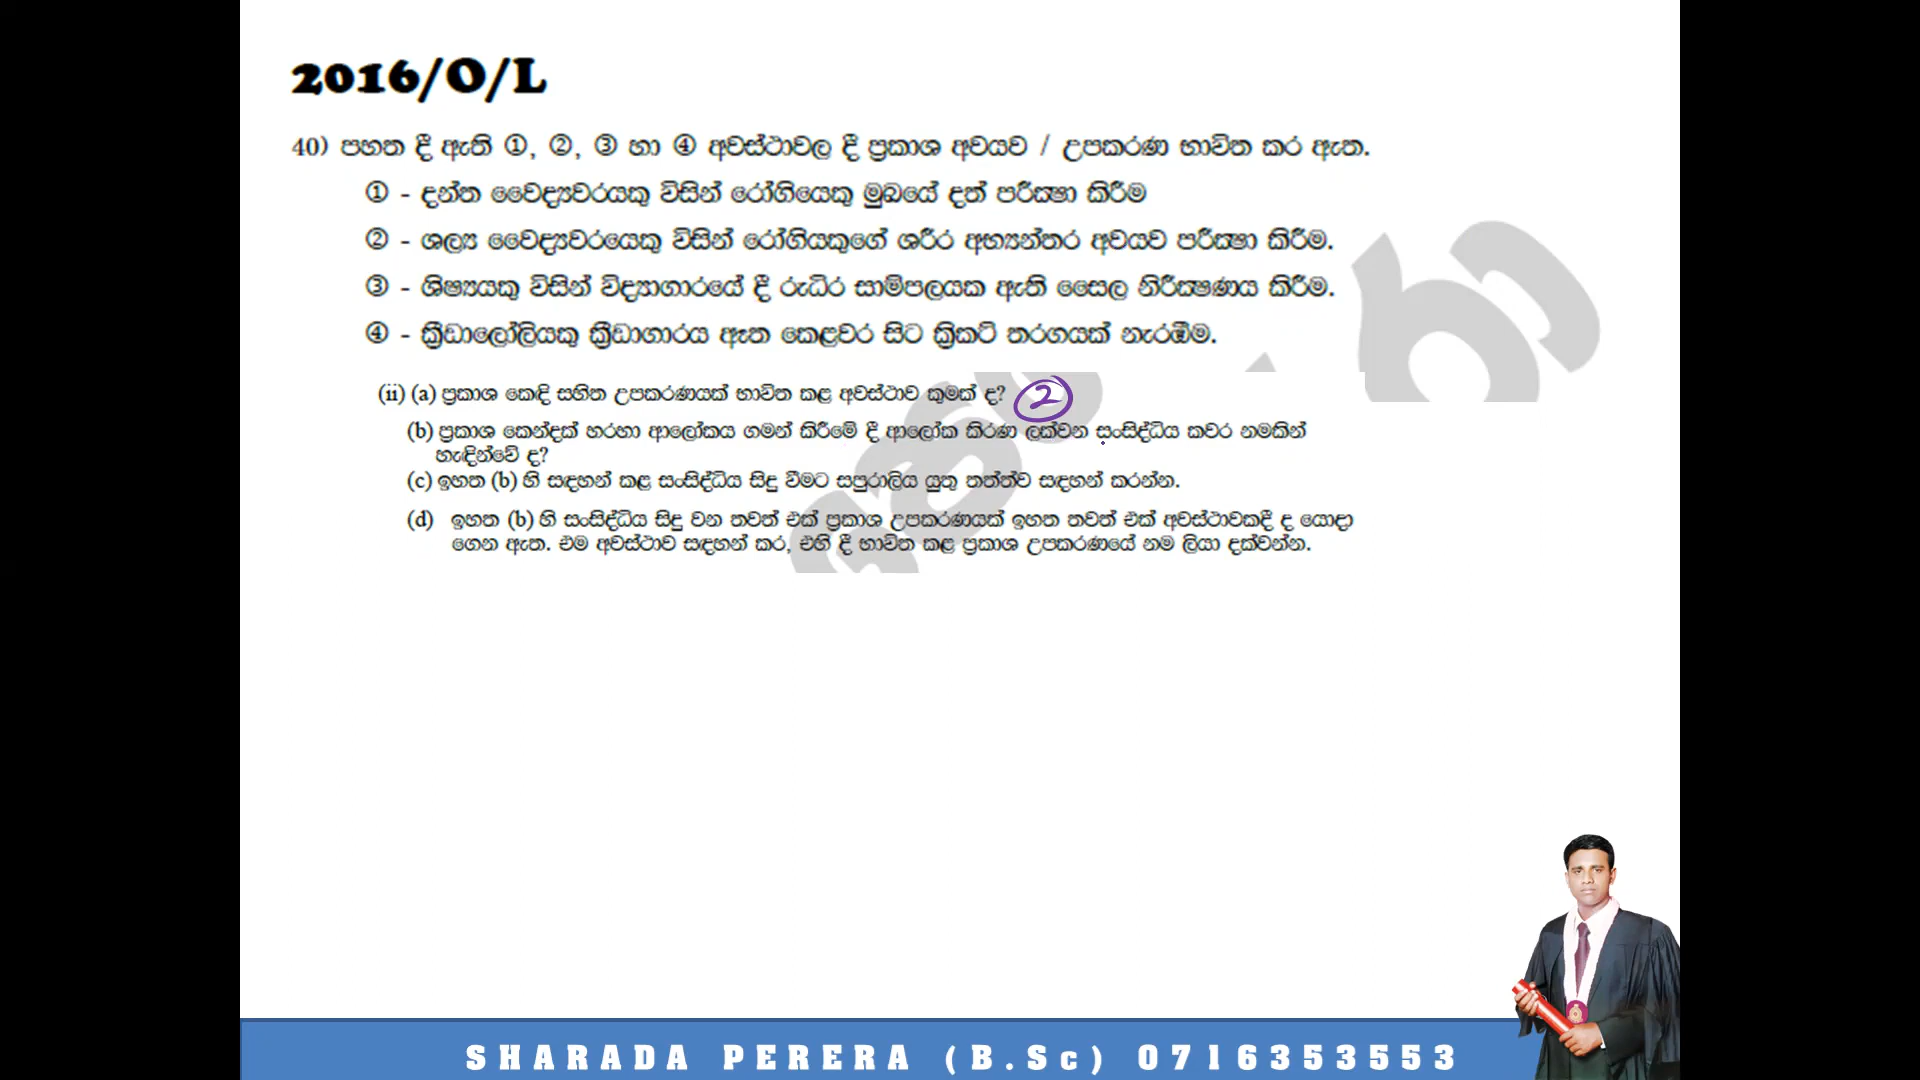 2016/O/L
40) පහත දී ඇති ①, ②, ③ හා ④ අවස්ථාවල දී ප්‍රකාශ අවයව / උපකරණ භාවිත කර ඇත.
① - දන්ත වෛද්‍යවරයකු විසින් රෝගියෙකු මුඛයේ දත් පරීක්‍ෂා කිරීම
② - ශල්‍ය වෛද්‍යවරයෙකු විසින් රෝගියකුගේ ශරීර අභ්‍යන්තර අවයව පරීක්‍ෂා කිරීම.
③ - ශිෂ්‍යයකු විසින් විද්‍යාගාරයේ දී රුධිර සාම්පලයක ඇති සෛල නිරීක්‍ෂණය කිරීම.
④ - ක්‍රීඩාලෝලියකු ක්‍රීඩාගාරය ඈත කෙළවර සිට ක්‍රිකට් තරගයක් නැරඹීම.
(ii) (a) ප්‍රකාශ කෙඳි සහිත උපකරණයක් භාවිත කළ අවස්ථාව කුමක් ද? 2
(b) ප්‍රකාශ කෙන්දක් හරහා ආලෝකය ගමන් කිරීමේ දී ආලෝක කිරණ ලක්වන සංසිද්ධිය කවර නමකින්
හැඳින්වේ ද?
(c) ඉහත (b) හි සඳහන් කළ සංසිද්ධිය සිදු වීමට සපුරාලිය යුතු තත්ත්ව සඳහන් කරන්න.
(d) ඉහත (b) හි සංසිද්ධිය සිදු වන තවත් එක් ප්‍රකාශ උපකරණයක් ඉහත තවත් එක් අවස්ථාවකදී ද යොදා
ගෙන ඇත. එම අවස්ථාව සඳහන් කර, එහි දී භාවිත කළ ප්‍රකාශ උපකරණයේ නම ලියා දක්වන්න.
SHARADA PERERA (B.Sc) 0716353553